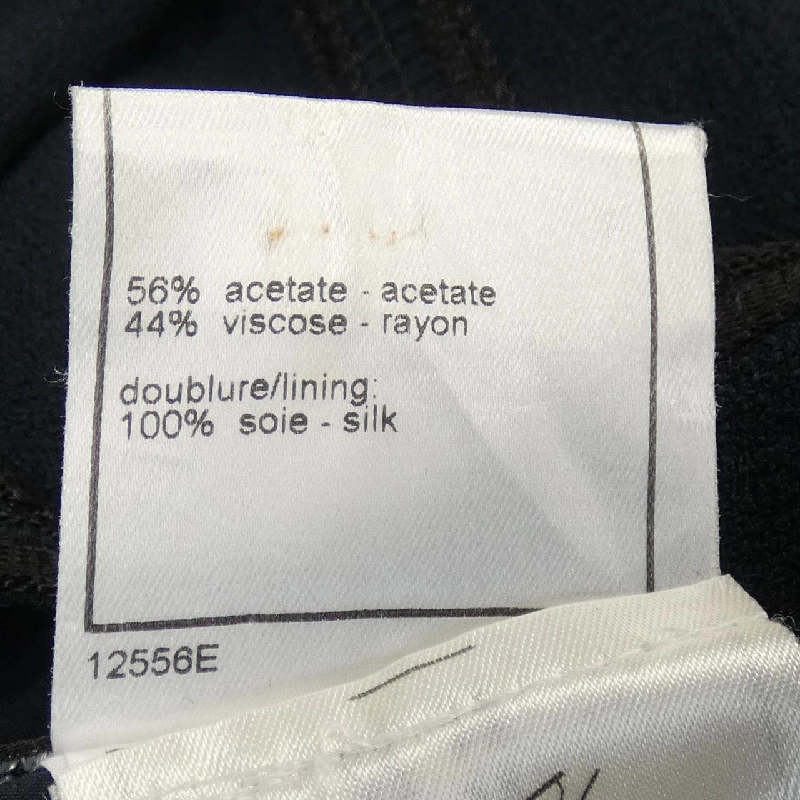 56% acetate - acetate
44% viscose - rayon
doublure/lining:
100% soie - silk
12556E